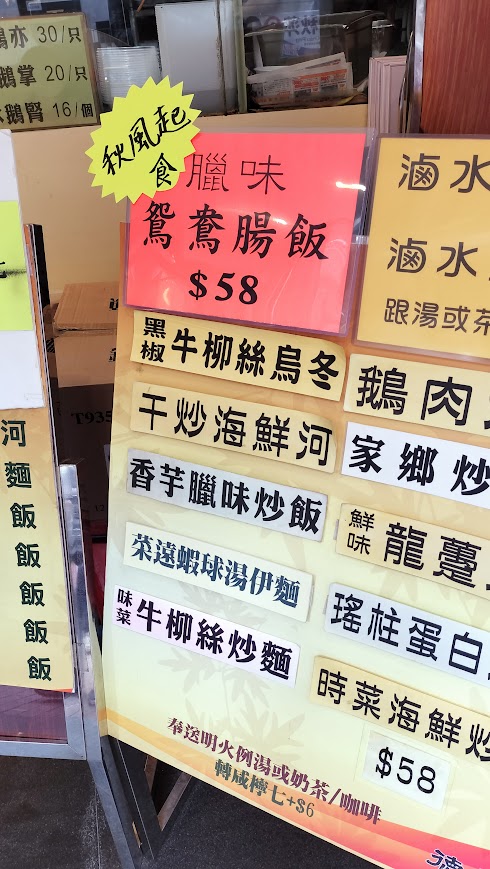 鵝亦 30/只
鵝掌 20/只
鵝腎 16/個
秋風起
食
臘味
鴛鴦腸飯
$58
滷水
滷水
跟湯或茶
黑椒 牛柳絲烏冬
干炒海鮮河
香芋臘味炒飯
菜遠蝦球湯伊麵
味菜 牛柳絲炒麵
鵝肉
家鄉炒
鮮味 龍躉
瑤柱蛋白
時菜海鮮炒
$58
奉送明火例湯或奶茶/咖啡
轉咸檸七+$6
河
麵
飯
飯
飯
飯
飯
T935